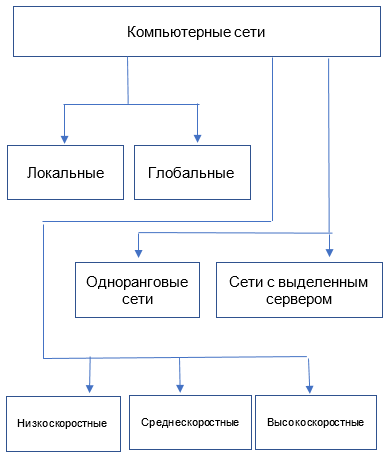 Компьютерные сети
Локальные
Глобальные
Одноранговые
сети
Сети с выделенным
сервером
Низкоскоростные
Среднескоростные
Высокоскоростные